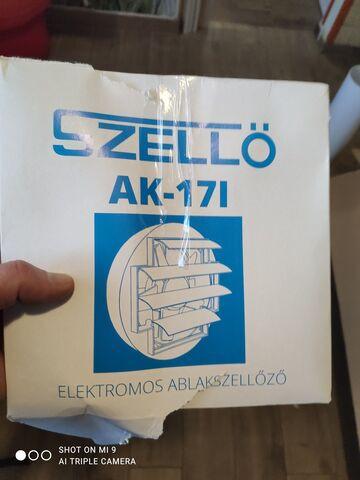 SZELLŐ
AK-17I
ELEKTROMOS ABLAKSZELLŐZŐ
SHOT ON MI 9
AI TRIPLE CAMERA